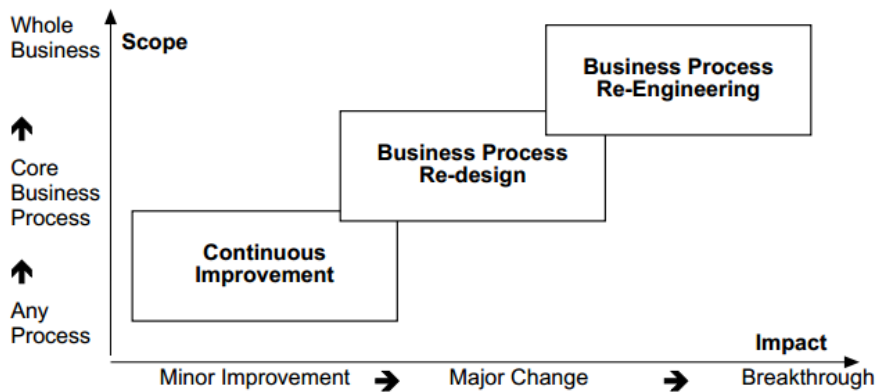 Whole
Business
Scope
Business Process
Re-Engineering
Core
Business
Process
Business Process
Re-design
Continuous
Improvement
Any
Process
Impact
Minor Improvement
Major Change
Breakthrough